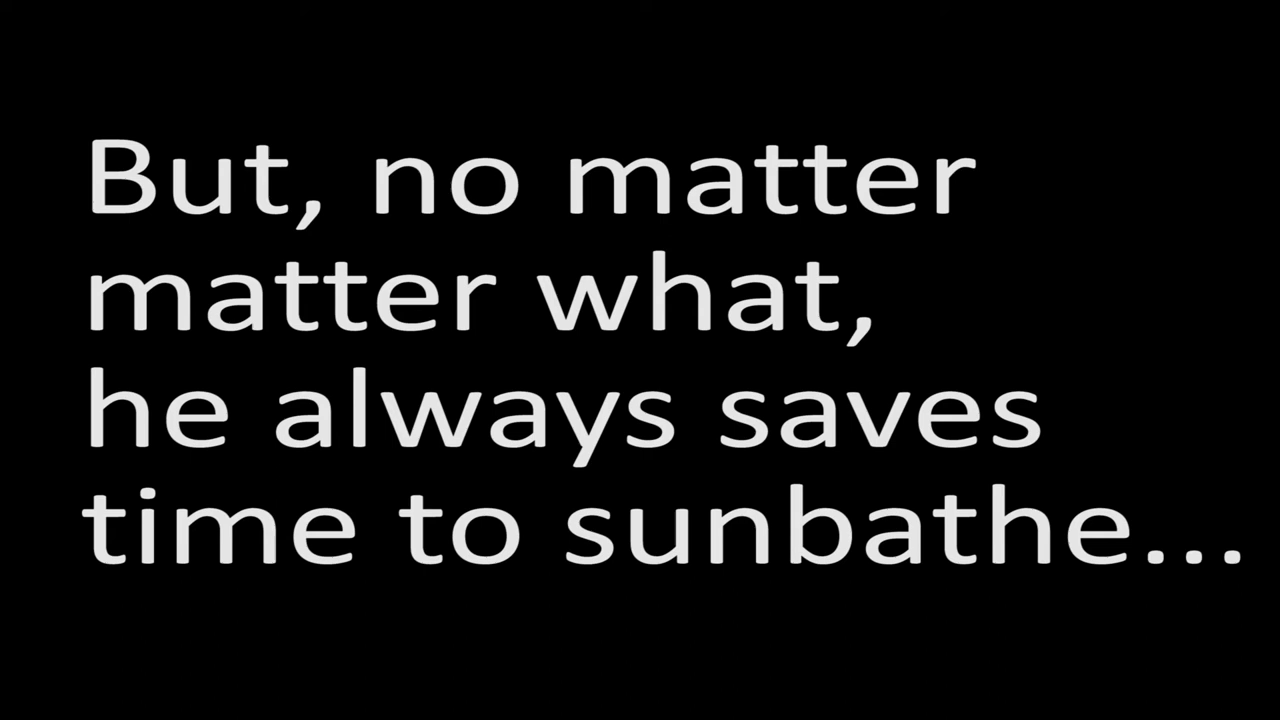 But, no matter
matter what,
he always saves
time to sunbathe...